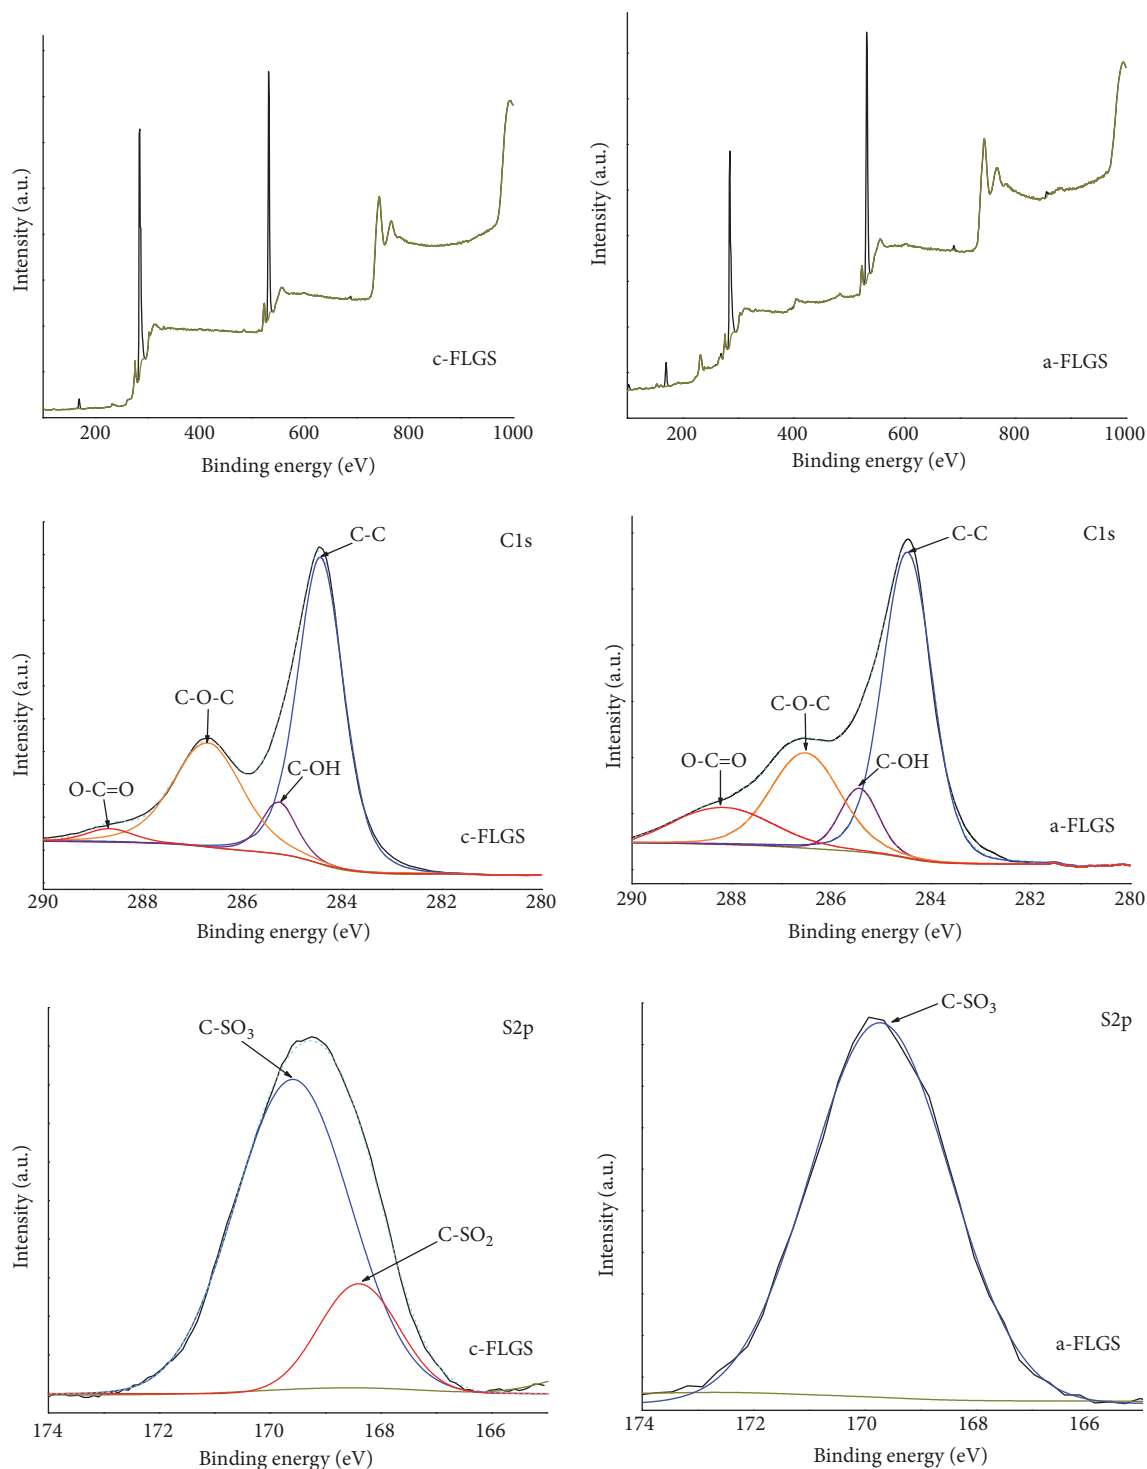 Intensity (a.u.)
c-FLGS
200 400 600 800 1000
Binding energy (eV)
Intensity (a.u.)
a-FLGS
200 400 600 800 1000
Binding energy (eV)
Intensity (a.u.)
C1s
C-C
C-O-C
O-C=O
C-OH
c-FLGS
290 288 286 284 282 280
Binding energy (eV)
Intensity (a.u.)
C1s
C-C
C-O-C
O-C=O
C-OH
a-FLGS
290 288 286 284 282 280
Binding energy (eV)
Intensity (a.u.)
S2p
C-SO₃
C-SO₂
c-FLGS
174 172 170 168 166
Binding energy (eV)
Intensity (a.u.)
S2p
C-SO₃
a-FLGS
174 172 170 168 166
Binding energy (eV)